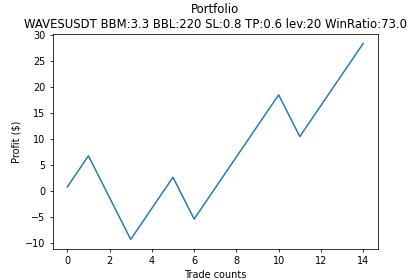 Portfolio
WAVESUSDT BBM:3.3 BBL:220 SL:0.8 TP:0.6 lev:20 WinRatio:73.0
30
25
20
15
10
5
0
−5
−10
Profit ($)
0 2 4 6 8 10 12 14
Trade counts